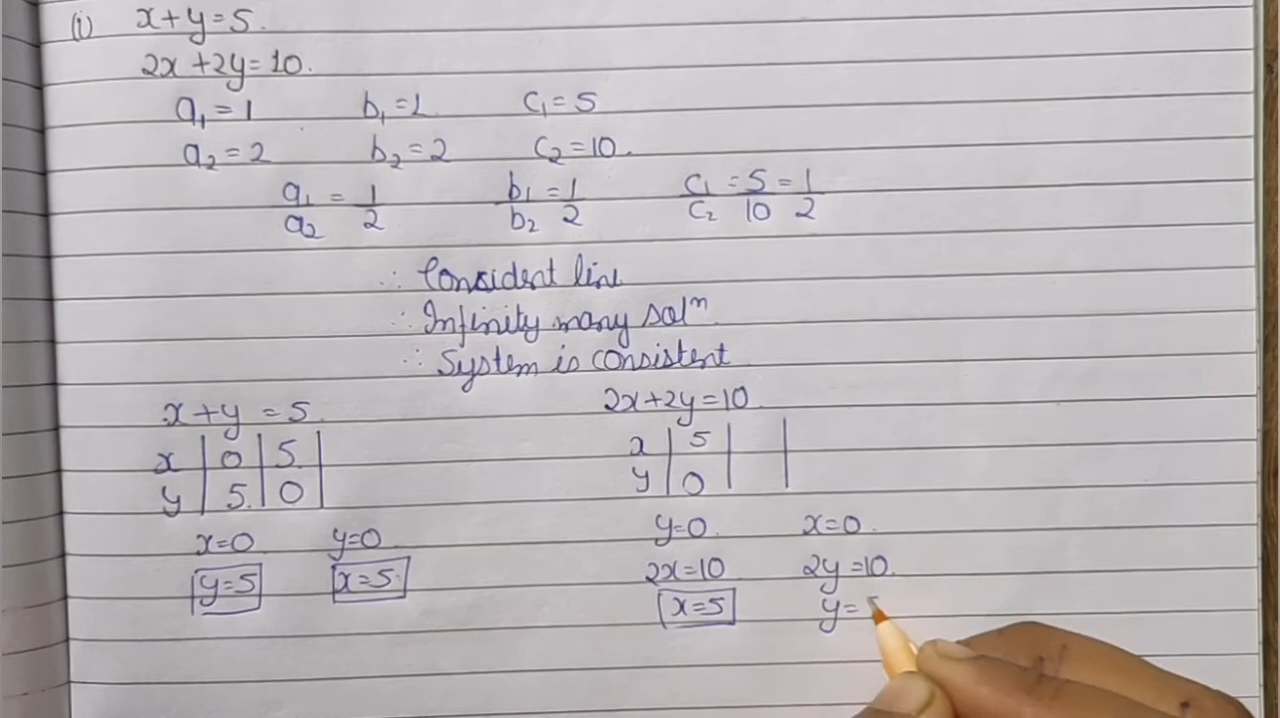 (i) x+y=5.
2x+2y=10.
a₁=1 b₁=1 c₁=5
a₂=2 b₂=2 c₂=10.
a₁/a₂ = 1/2 b₁/b₂ = 1/2 c₁/c₂ = 5/10 = 1/2
∴ Consident line
∴ Infinity many solⁿ.
∴ System is consistent
x+y=5. 2x+2y=10.
x | 0 | 5 | x | 5 | |
y | 5 | 0 | y | 0 | |
x=0 y=0 y=0 x=0.
y=5 x=5 2x=10 2y=10.
x=5 y=